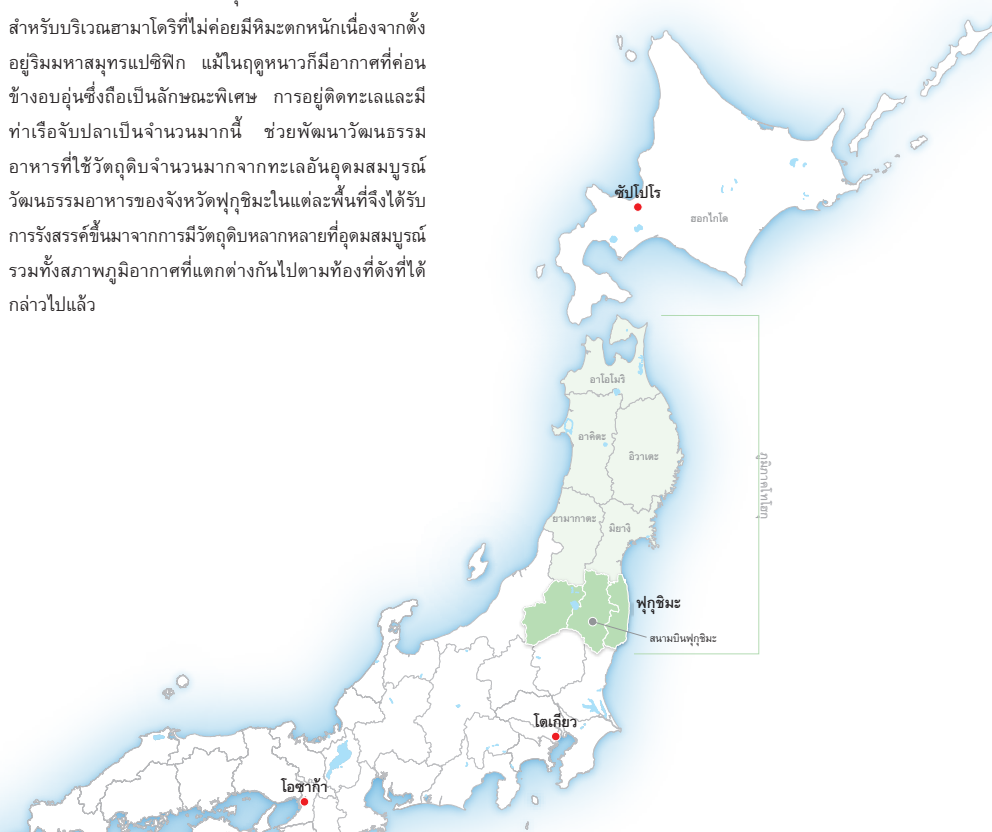 สำหรับบริเวณฮามาโดริที่ไม่ค่อยมีหิมะตกหนักเนื่องจากตั้ง
อยู่ริมมหาสมุทรแปซิฟิก แม้ในฤดูหนาวก็มีอากาศที่ค่อน
ข้างอบอุ่นซึ่งถือเป็นลักษณะพิเศษ การอยู่ติดทะเลและมี
ท่าเรือจับปลาเป็นจำนวนมากนี้ ช่วยพัฒนาวัฒนธรรม
อาหารที่ใช้วัตถุดิบจำนวนมากจากทะเลอันอุดมสมบูรณ์
วัฒนธรรมอาหารของจังหวัดฟุกุชิมะในแต่ละพื้นที่จึงได้รับ
การรังสรรค์ขึ้นมาจากการมีวัตถุดิบหลากหลายที่อุดมสมบูรณ์
รวมทั้งสภาพภูมิอากาศที่แตกต่างกันไปตามท้องที่ดังที่ได้
กล่าวไปแล้ว
ซัปโปโร
ฮอกไกโด
อาโอโมริ
อาคิตะ
อิวาเตะ
ภูมิภาคโทโฮกุ
ยามากาตะ
มิยางิ
ฟุกุชิมะ
สนามบินฟุกุชิมะ
โตเกียว
โอซาก้า